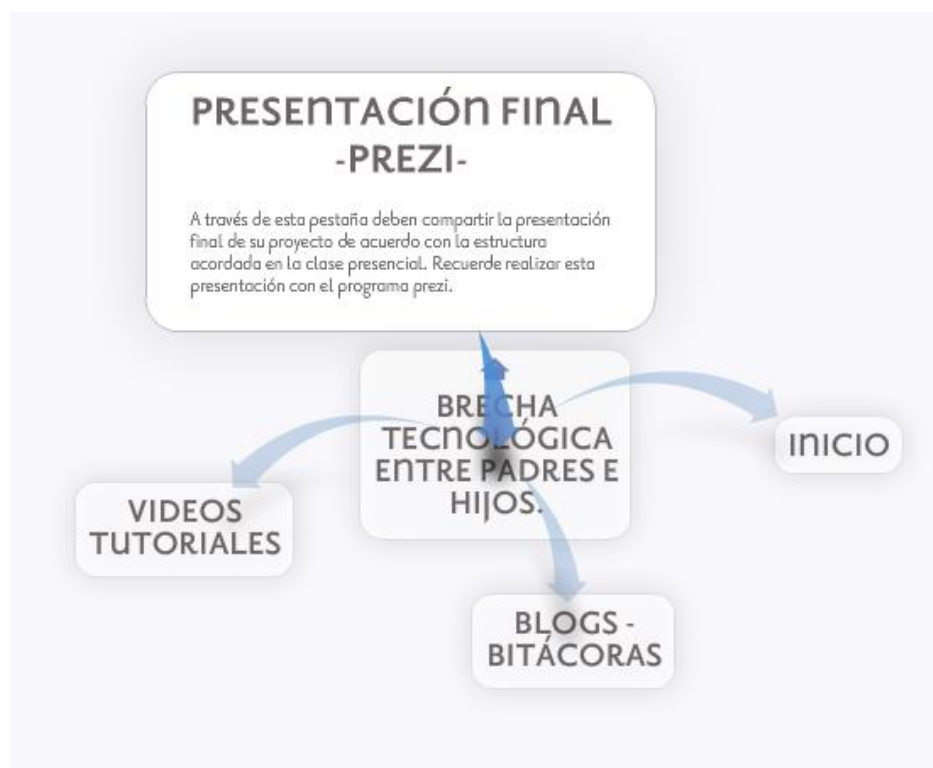 PRESENTACIÓN FINAL
-PREZI-
A través de esta pestaña deben compartir la presentación
final de su proyecto de acuerdo con la estructura
acordada en la clase presencial. Recuerde realizar esta
presentación con el programa prezi.
BRECHA
TECNOLÓGICA
ENTRE PADRES E
HIJOS.
INICIO
VIDEOS
TUTORIALES
BLOGS -
BITÁCORAS